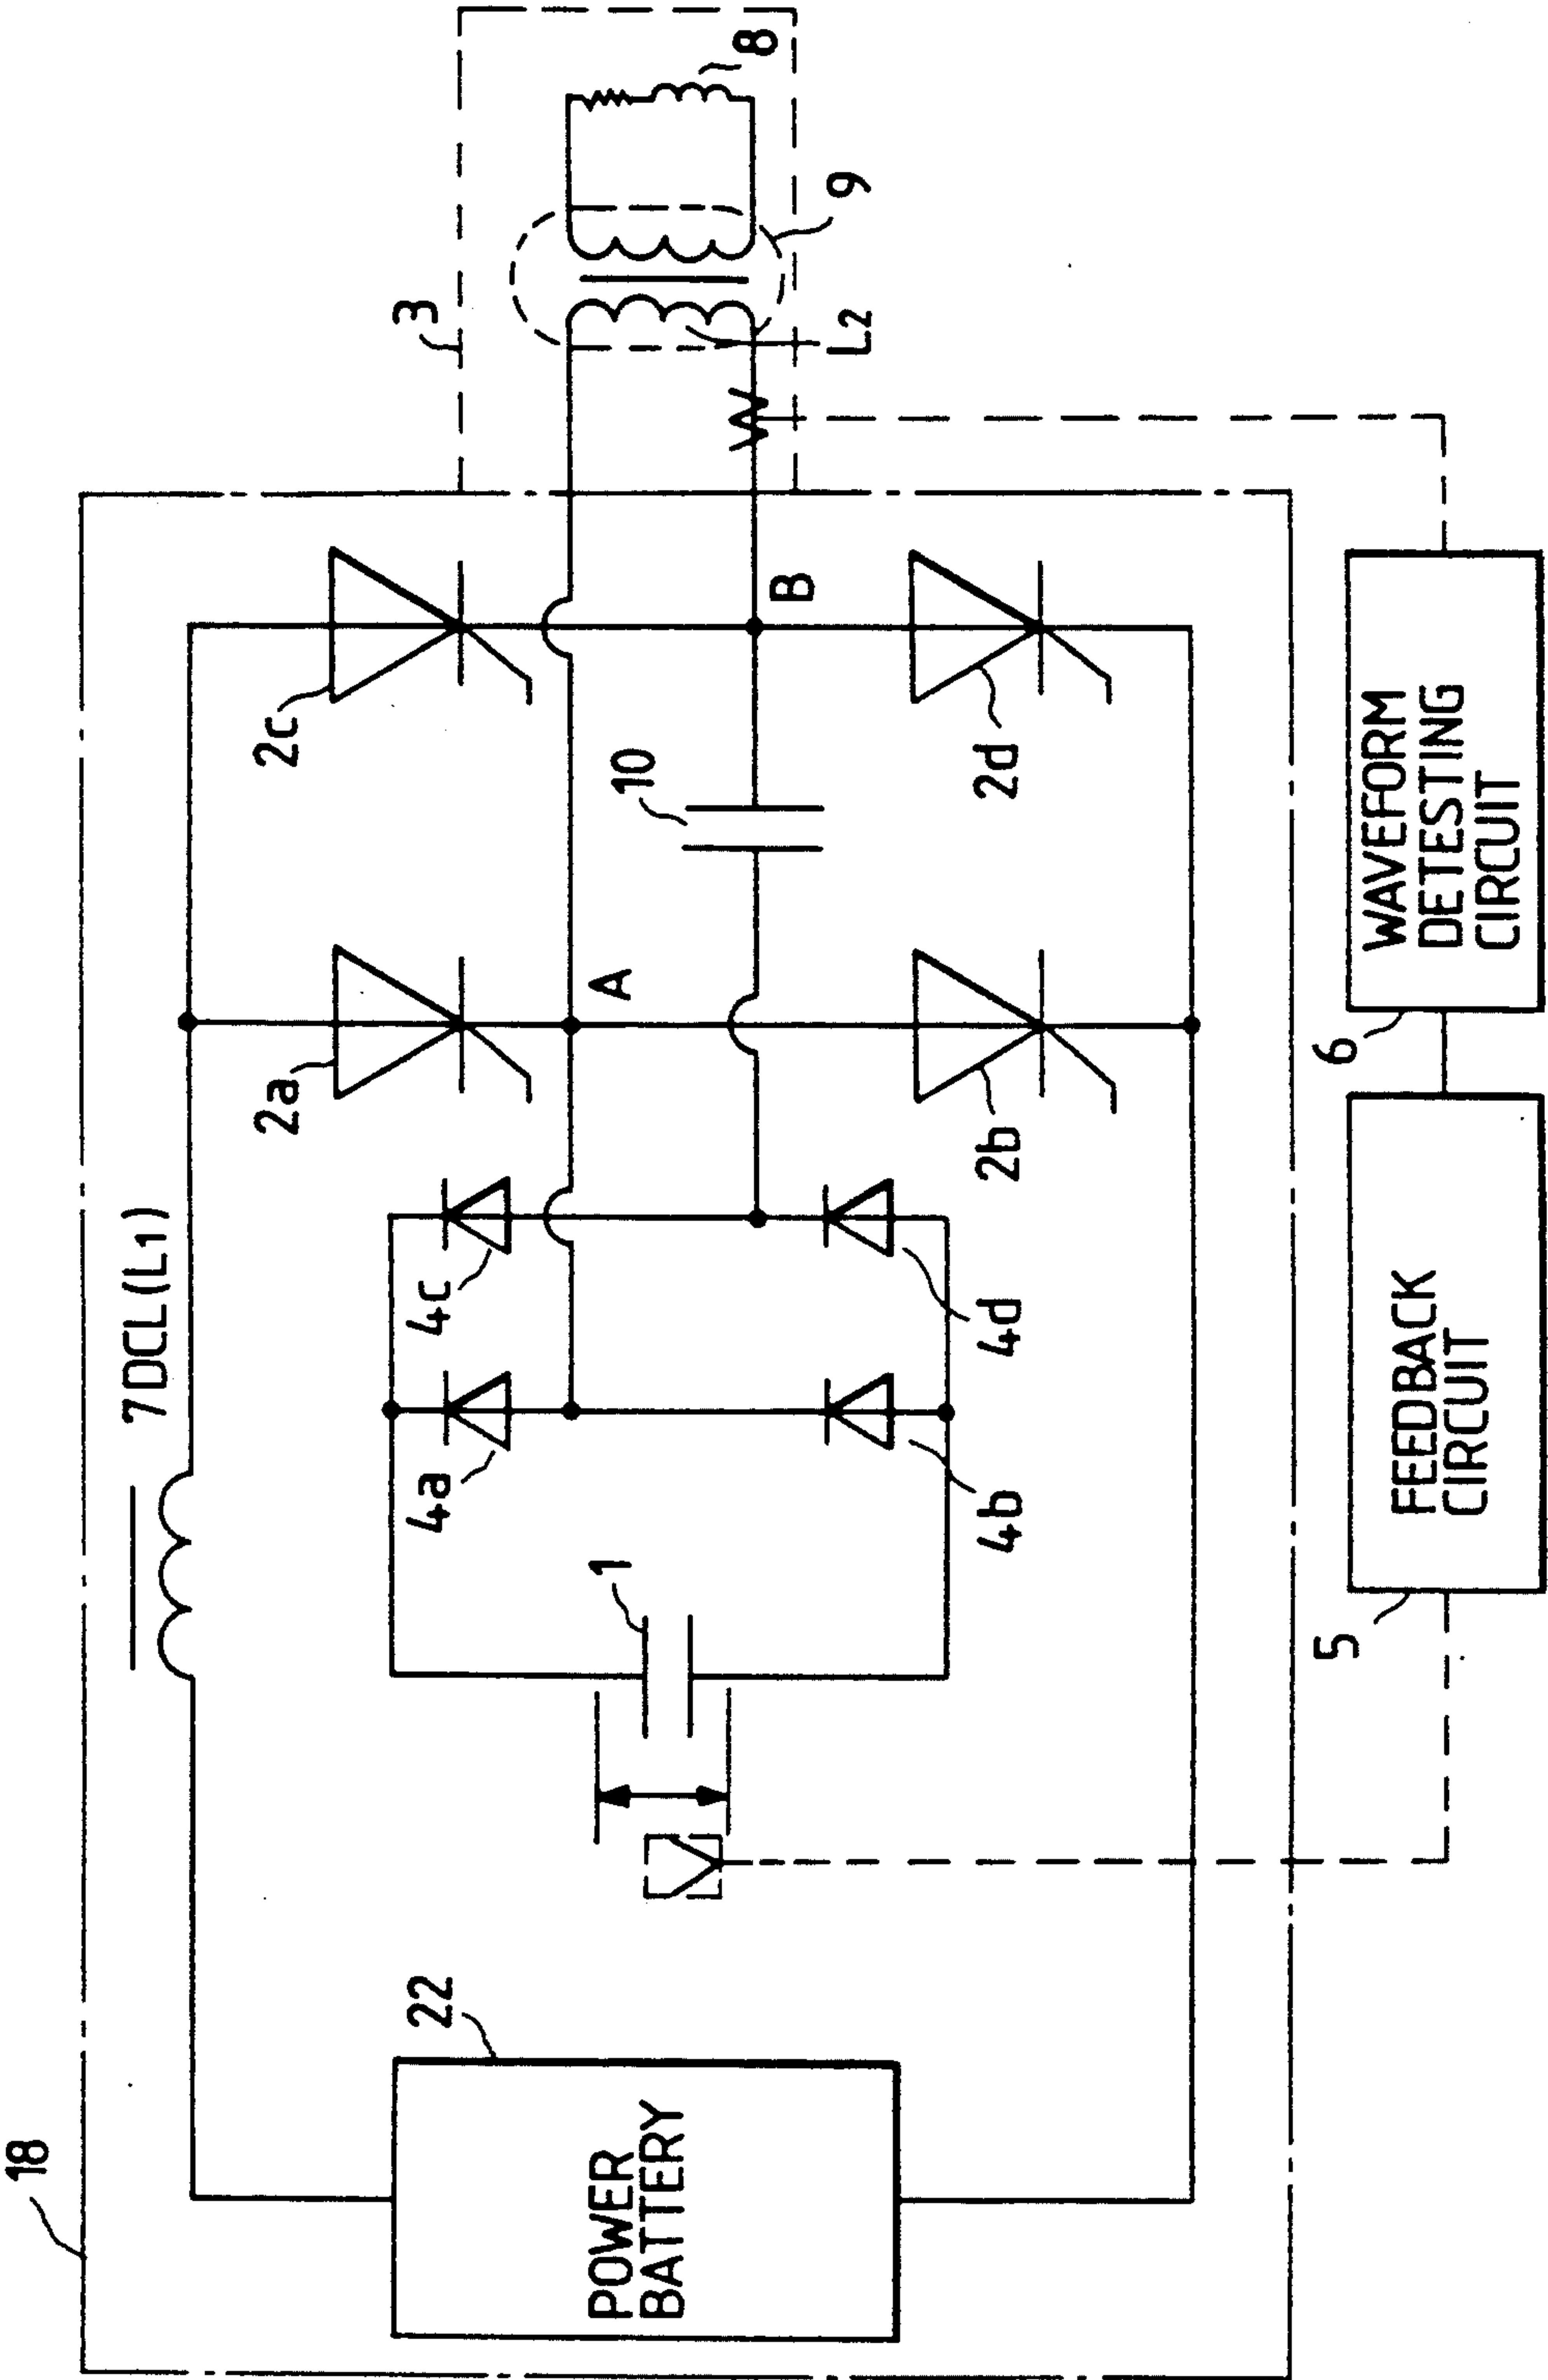 18
7DCL(L1)
3
8
9
L2
2c
2a
10
A
B
2d
2b
4c
4a
4d
4b
1
22
POWER
BATTERY
5
FEEDBACK
CIRCUIT
6
WAVEFORM
DETESTING
CIRCUIT